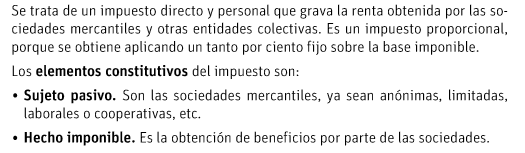 Se trata de un impuesto directo y personal que grava la renta obtenida por las so-
ciedades mercantiles y otras entidades colectivas. Es un impuesto proporcional,
porque se obtiene aplicando un tanto por ciento fijo sobre la base imponible.
Los elementos constitutivos del impuesto son:
• Sujeto pasivo. Son las sociedades mercantiles, ya sean anónimas, limitadas,
laborales o cooperativas, etc.
• Hecho imponible. Es la obtención de beneficios por parte de las sociedades.